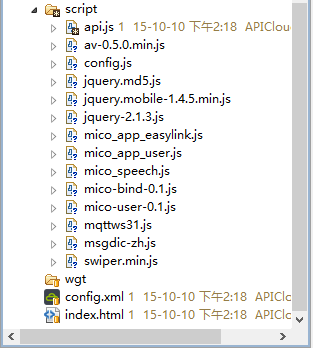 script
api.js 1 15-10-10 下午2:18 APIClou
av-0.5.0.min.js
config.js
jquery.md5.js
jquery.mobile-1.4.5.min.js
jquery-2.1.3.js
mico_app_easylink.js
mico_app_user.js
mico_speech.js
mico-bind-0.1.js
mico-user-0.1.js
mqttws31.js
msgdic-zh.js
swiper.min.js
wgt
config.xml 1 15-10-10 下午2:18 APIClo
index.html 1 15-10-10 下午2:18 APIClo